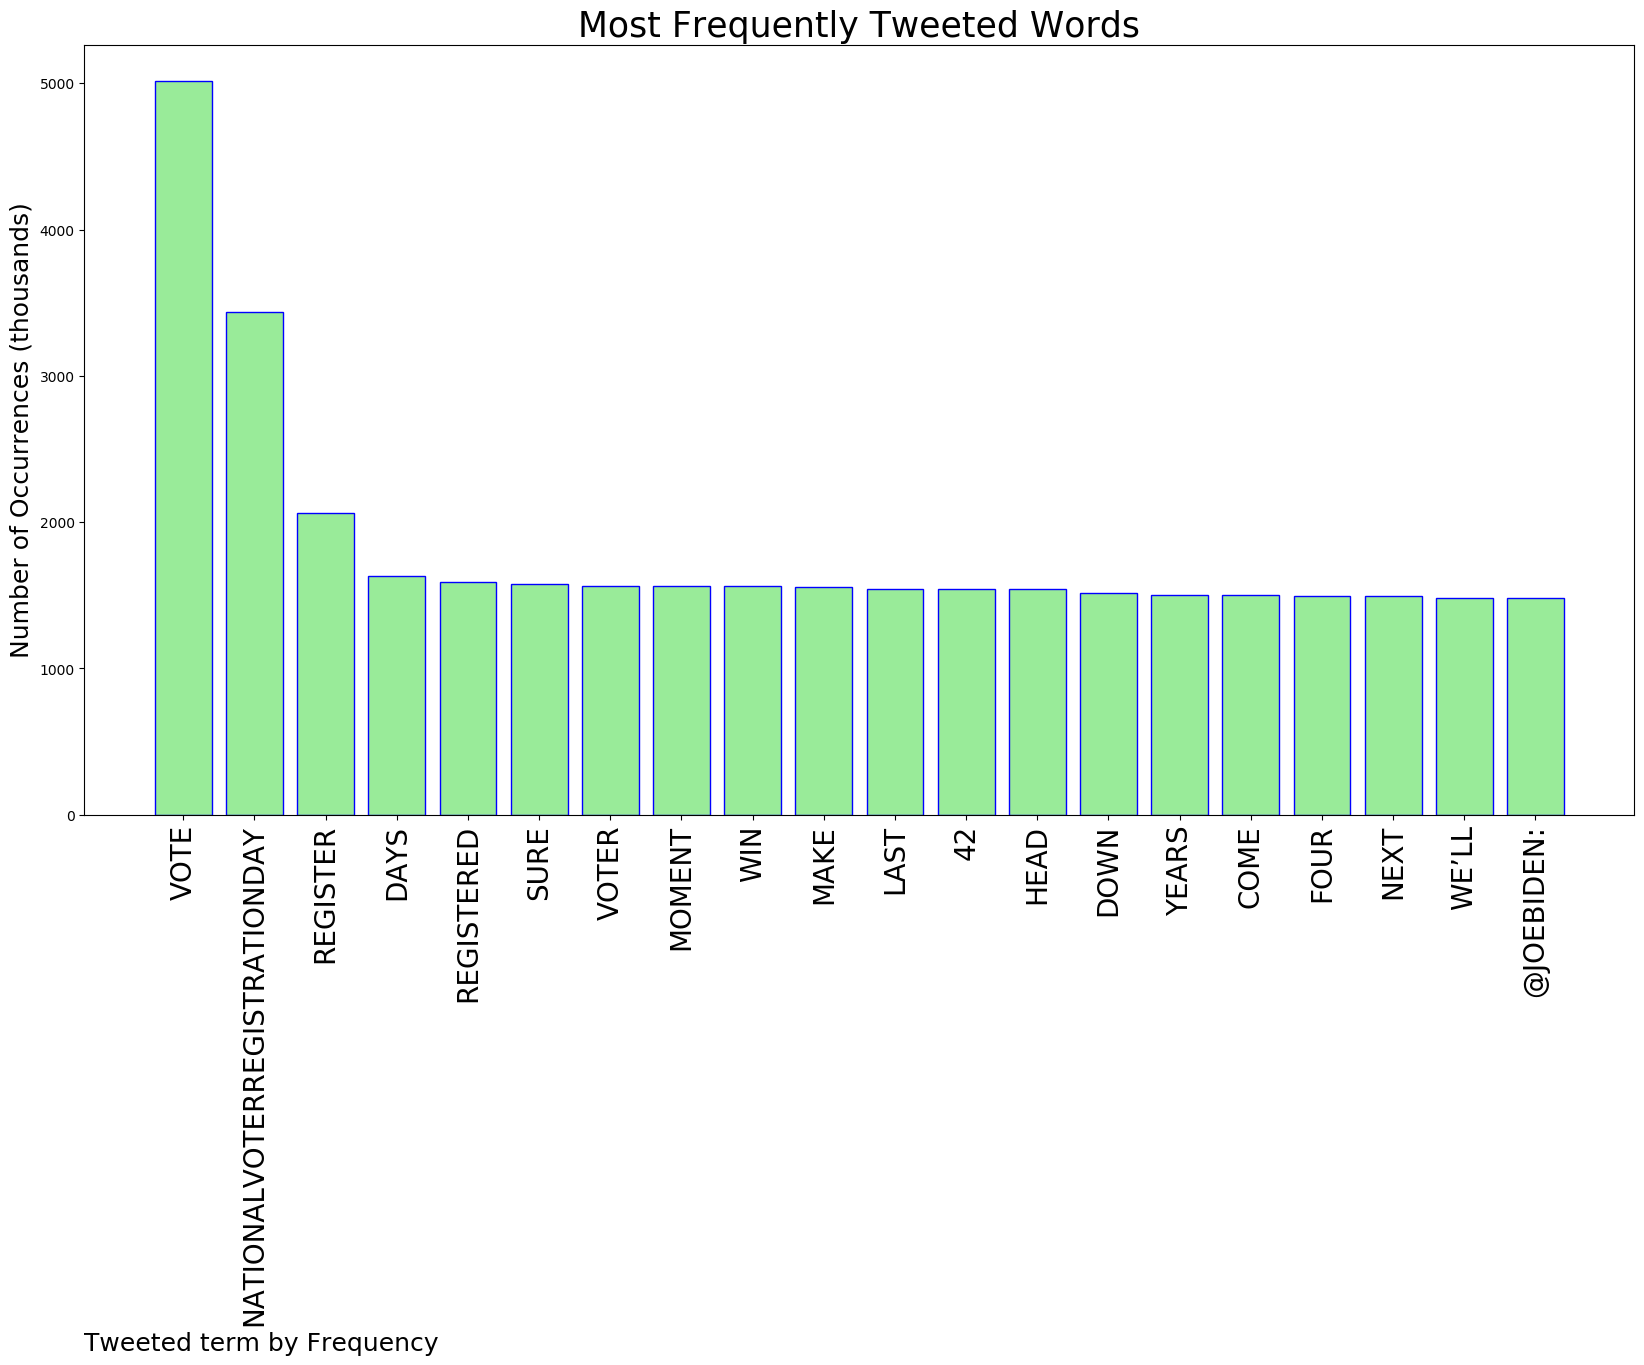 Most Frequently Tweeted Words
Number of Occurrences (thousands)
5000
4000
3000
2000
1000
0
VOTE
NATIONALVOTERREGISTRATIONDAY
REGISTER
DAYS
REGISTERED
SURE
VOTER
MOMENT
WIN
MAKE
LAST
42
HEAD
DOWN
YEARS
COME
FOUR
NEXT
WE’LL
@JOEBIDEN:
Tweeted term by Frequency